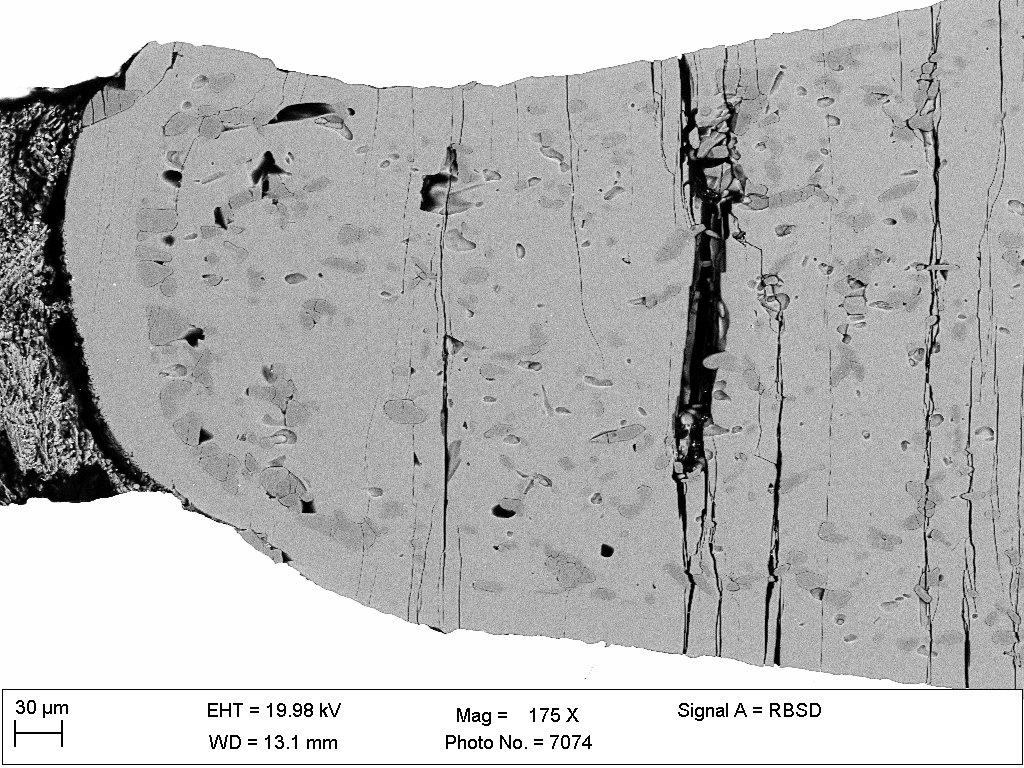 30 µm
EHT = 19.98 kV
WD = 13.1 mm
Mag = 175 X
Photo No. = 7074
Signal A = RBSD